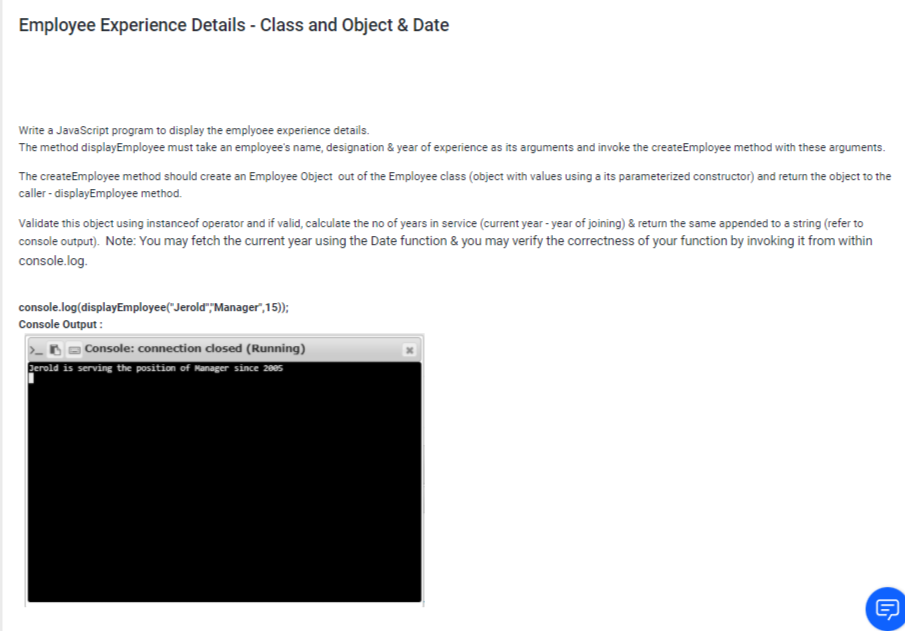 Employee Experience Details - Class and Object & Date
Write a JavaScript program to display the emplyoee experience details.
The method displayEmployee must take an employee's name, designation & year of experience as its arguments and invoke the createEmployee method with these arguments.
The createEmployee method should create an Employee Object out of the Employee class (object with values using a its parameterized constructor) and return the object to the
caller - displayEmployee method.
Validate this object using instanceof operator and if valid, calculate the no of years in service (current year - year of joining) & return the same appended to a string (refer to
console output). Note: You may fetch the current year using the Date function & you may verify the correctness of your function by invoking it from within
console.log.
console.log(displayEmployee("Jerold","Manager",15));
Console Output :
>_ Console: connection closed (Running)
Jerold is serving the position of Manager since 2005